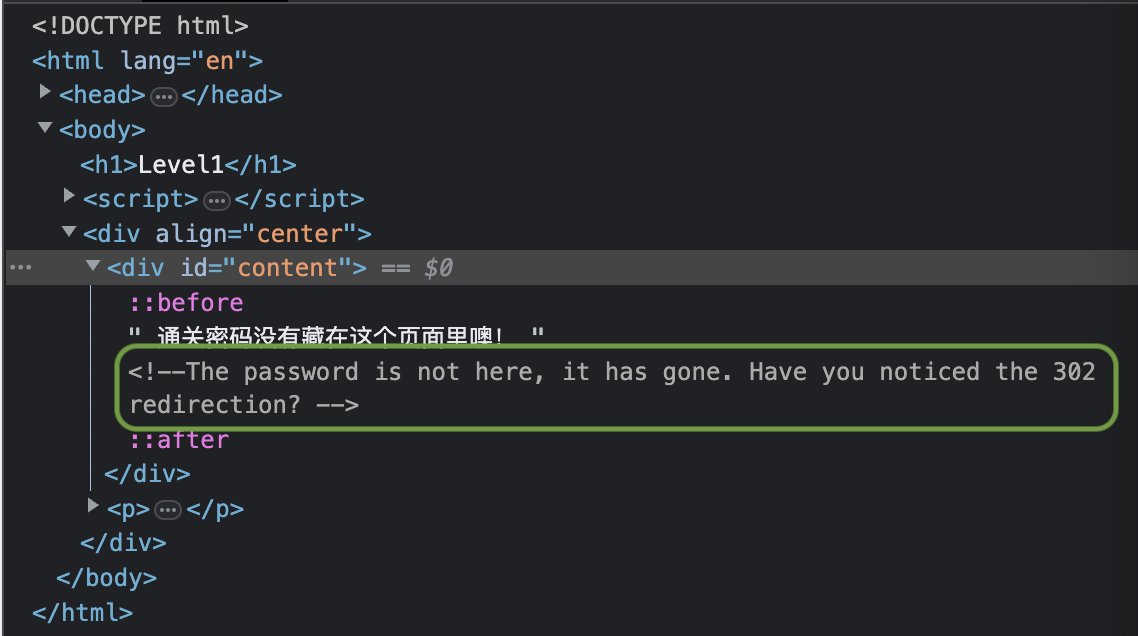 <!DOCTYPE html>
<html lang="en">
<head>…</head>
<body>
<h1>Level1</h1>
<script>…</script>
<div align="center">
<div id="content"> == $0
::before
" 通关密码没有藏在这个页面里噢! "
<!--The password is not here, it has gone. Have you noticed the 302
redirection? -->
::after
</div>
<p>…</p>
</div>
</body>
</html>